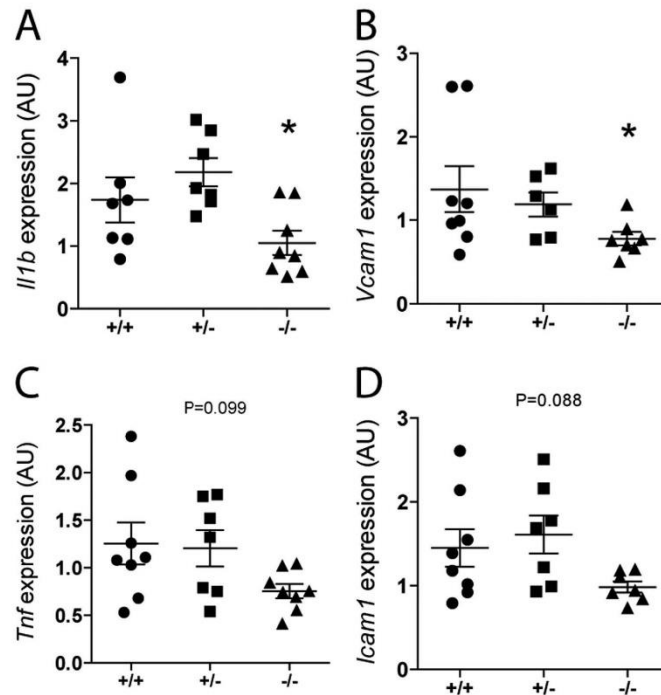 A
Il1b expression (AU)
4
3
2
1
0
*
+/+ +/- -/-
B
Vcam1 expression (AU)
3
2
1
0
*
+/+ +/- -/-
C
P=0.099
Tnf expression (AU)
2.5
2.0
1.5
1.0
0.5
0.0
+/+ +/- -/-
D
P=0.088
Icam1 expression (AU)
3
2
1
0
+/+ +/- -/-